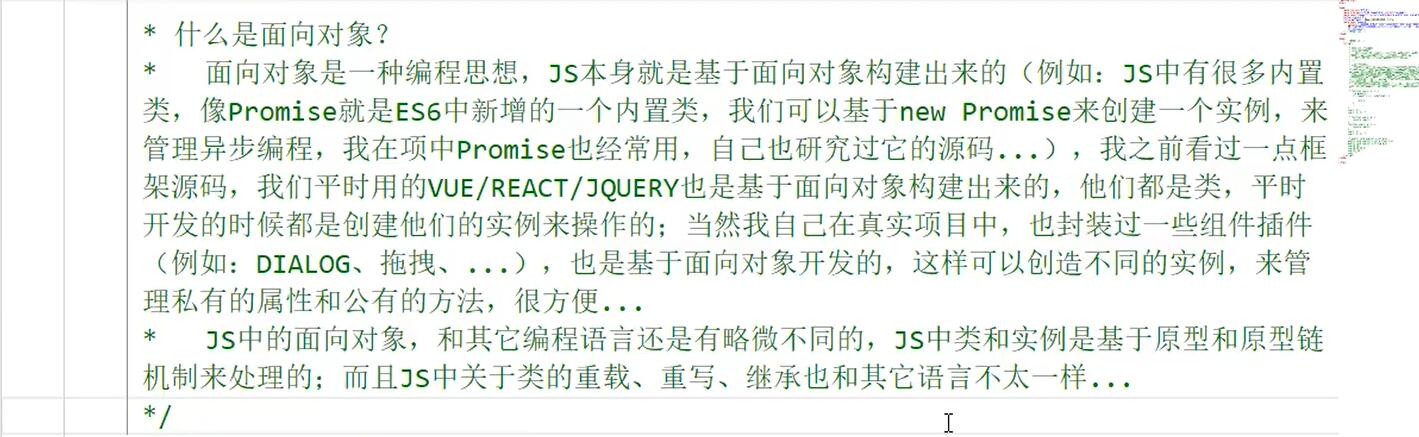 * 什么是面向对象?
*   面向对象是一种编程思想，JS本身就是基于面向对象构建出来的（例如：JS中有很多内置
类，像Promise就是ES6中新增的一个内置类，我们可以基于new Promise来创建一个实例，来
管理异步编程，我在项中Promise也经常用，自己也研究过它的源码...），我之前看过一点框
架源码，我们平时用的VUE/REACT/JQUERY也是基于面向对象构建出来的，他们都是类，平时
开发的时候都是创建他们的实例来操作的；当然我自己在真实项目中，也封装过一些组件插件
（例如：DIALOG、拖拽、...），也是基于面向对象开发的，这样可以创造不同的实例，来管
理私有的属性和公有的方法，很方便...
*   JS中的面向对象，和其它编程语言还是有略微不同的，JS中类和实例是基于原型和原型链
机制来处理的；而且JS中关于类的重载、重写、继承也和其它语言不太一样...
*/